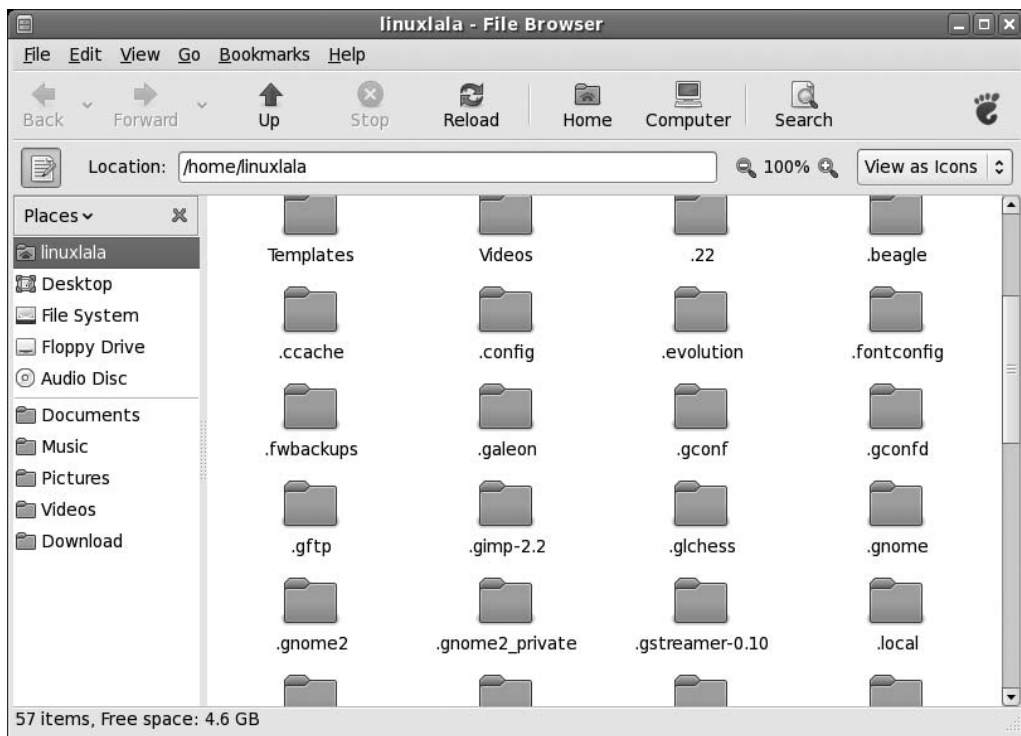 linuxlala - File Browser
File Edit View Go Bookmarks Help
Back Forward Up Stop Reload Home Computer Search
Location: /home/linuxlala 100% View as Icons
Places
linuxlala
Desktop
File System
Floppy Drive
Audio Disc
Documents
Music
Pictures
Videos
Download
Templates Videos .22 .beagle
.ccache .config .evolution .fontconfig
.fwbackups .galeon .gconf .gconfd
.gftp .gimp-2.2 .glchess .gnome
.gnome2 .gnome2_private .gstreamer-0.10 .local
57 items, Free space: 4.6 GB